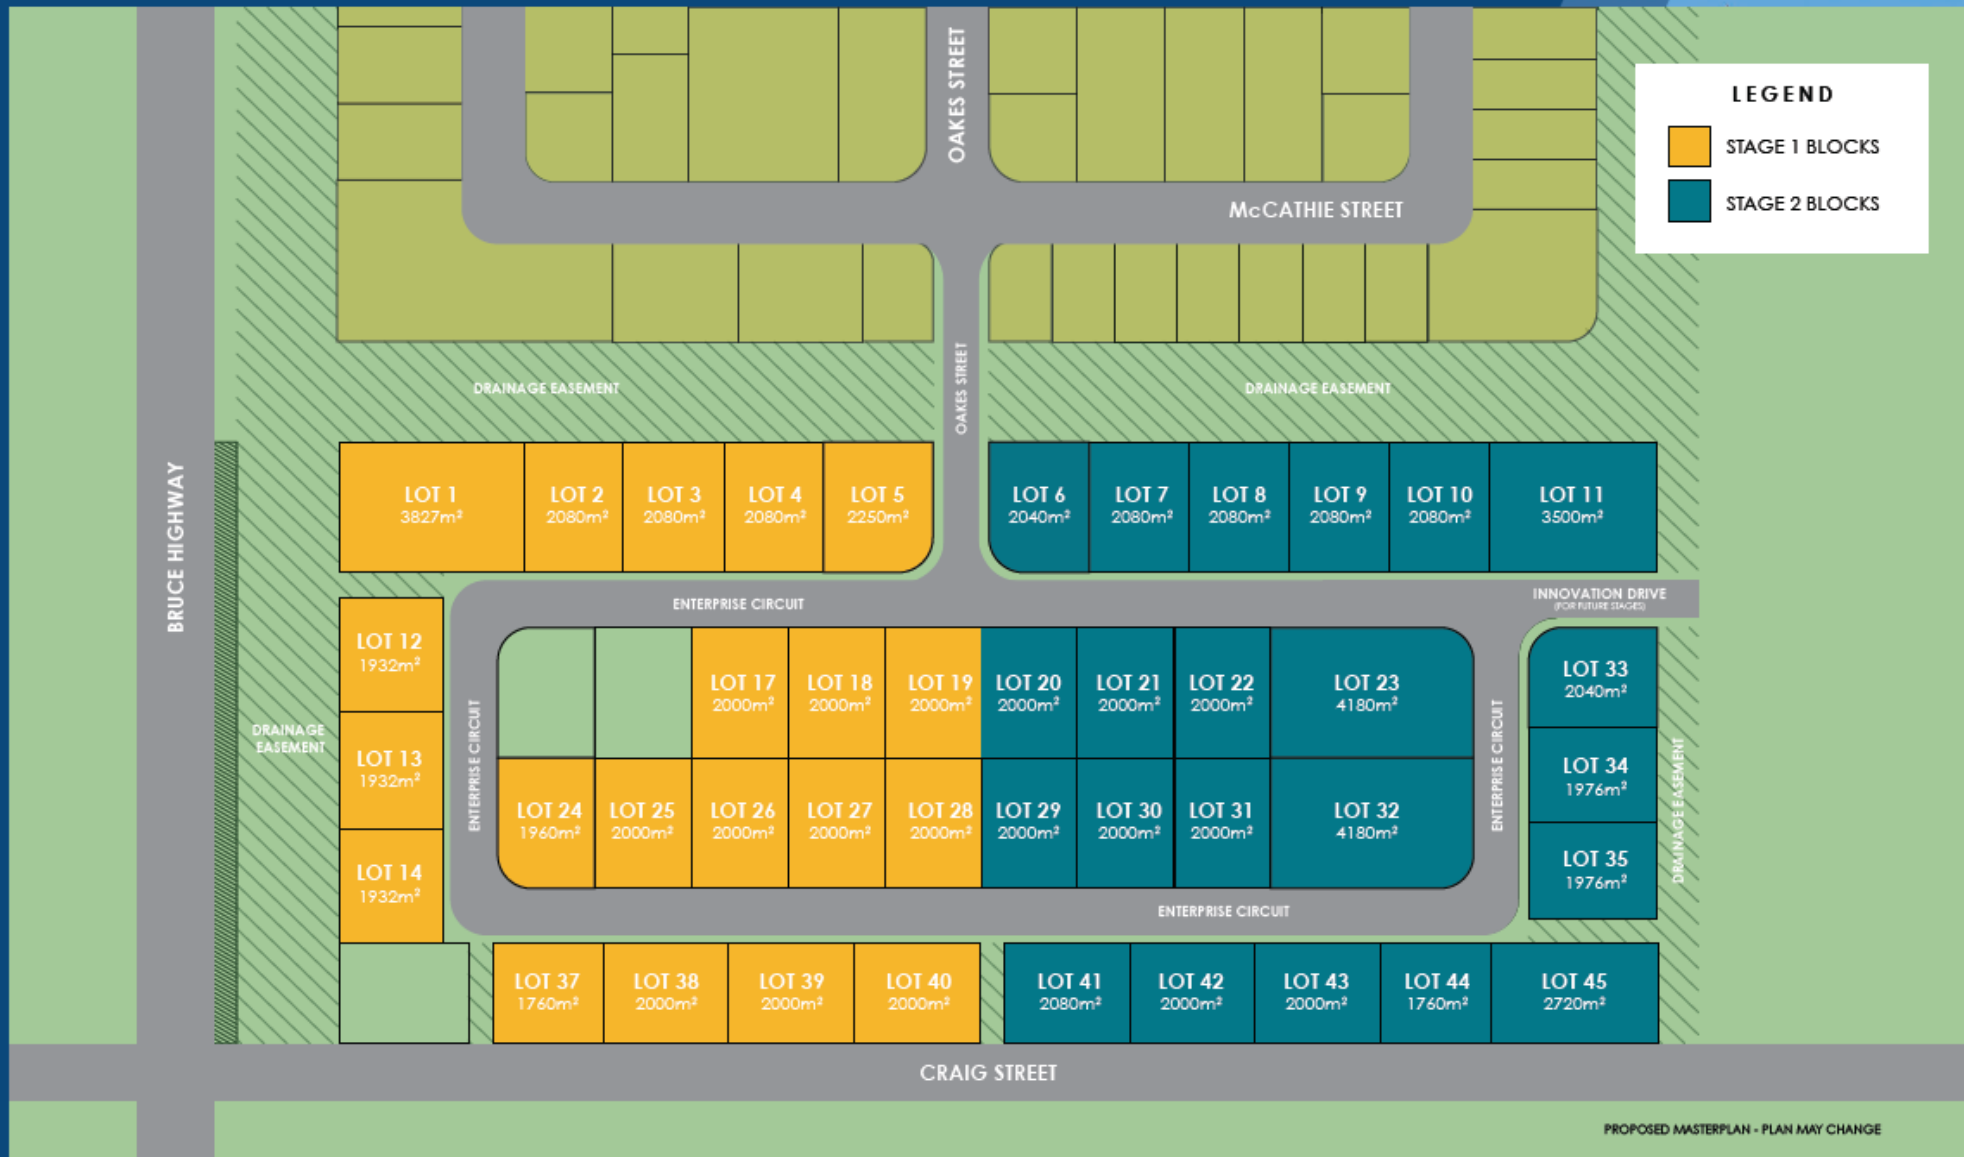 LEGEND
STAGE 1 BLOCKS
STAGE 2 BLOCKS
OAKES STREET
McCATHIE STREET
DRAINAGE EASEMENT
OAKES STREET
DRAINAGE EASEMENT
BRUCE HIGHWAY
LOT 1
3827m²
LOT 2
2080m²
LOT 3
2080m²
LOT 4
2080m²
LOT 5
2250m²
LOT 6
2040m²
LOT 7
2080m²
LOT 8
2080m²
LOT 9
2080m²
LOT 10
2080m²
LOT 11
3500m²
ENTERPRISE CIRCUIT
INNOVATION DRIVE
(FOR FUTURE STAGES)
LOT 12
1932m²
LOT 13
1932m²
LOT 14
1932m²
DRAINAGE
EASEMENT
ENTERPRISE CIRCUIT
LOT 17
2000m²
LOT 18
2000m²
LOT 19
2000m²
LOT 20
2000m²
LOT 21
2000m²
LOT 22
2000m²
LOT 23
4180m²
LOT 24
1960m²
LOT 25
2000m²
LOT 26
2000m²
LOT 27
2000m²
LOT 28
2000m²
LOT 29
2000m²
LOT 30
2000m²
LOT 31
2000m²
LOT 32
4180m²
ENTERPRISE CIRCUIT
LOT 33
2040m²
LOT 34
1976m²
LOT 35
1976m²
DRAINAGE EASEMENT
ENTERPRISE CIRCUIT
LOT 37
1760m²
LOT 38
2000m²
LOT 39
2000m²
LOT 40
2000m²
LOT 41
2080m²
LOT 42
2000m²
LOT 43
2000m²
LOT 44
1760m²
LOT 45
2720m²
CRAIG STREET
PROPOSED MASTERPLAN - PLAN MAY CHANGE